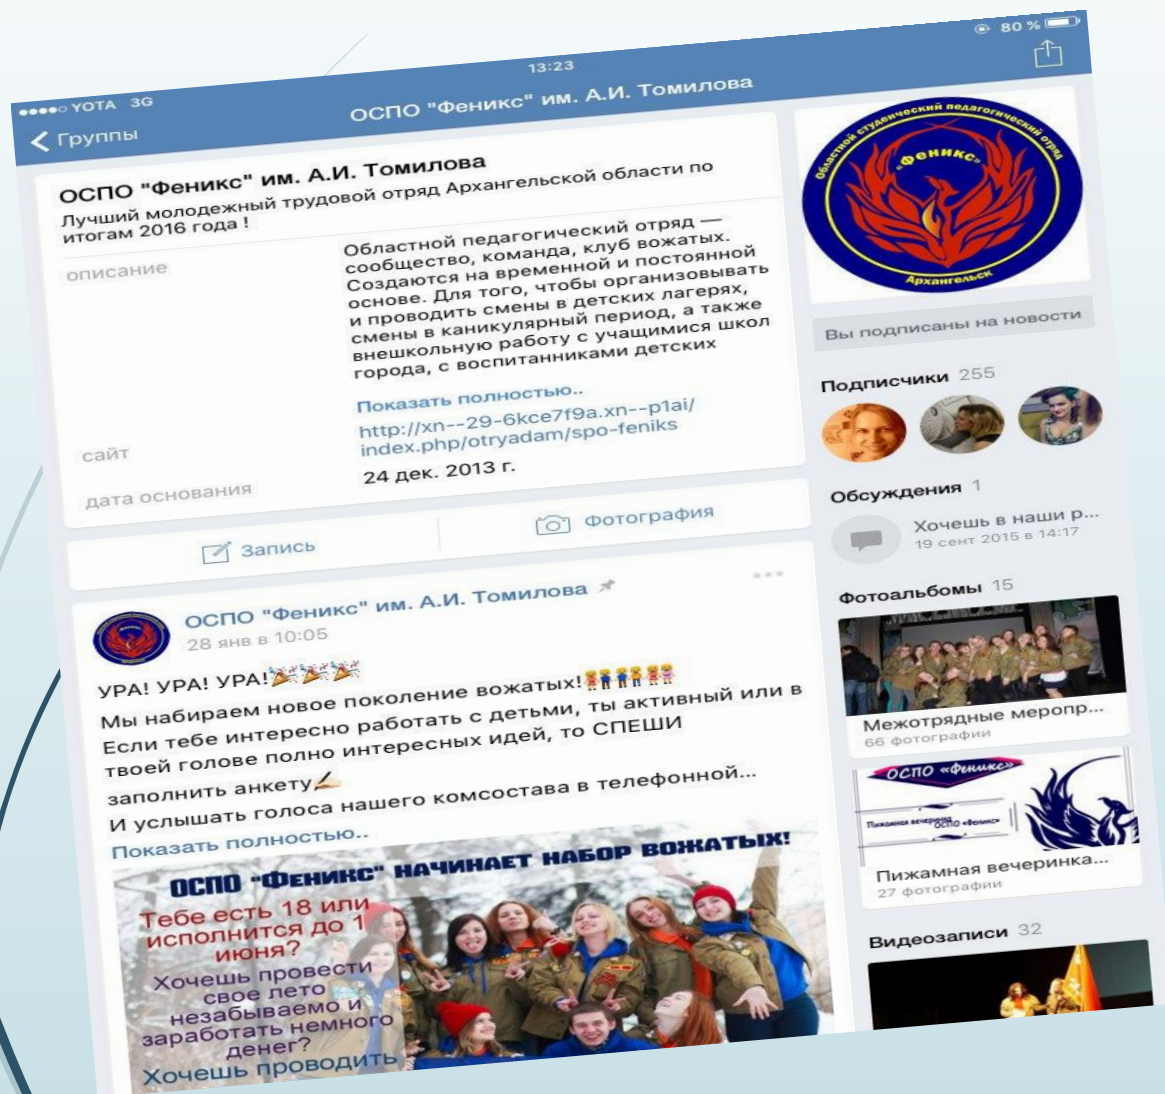 YOTA 3G
13:23
80 %
Группы
ОСПО "Феникс" им. А.И. Томилова
ОСПО "Феникс" им. А.И. Томилова
Лучший молодежный трудовой отряд Архангельской области по
итогам 2016 года !
описание
Областной педагогический отряд —
сообщество, команда, клуб вожатых.
Создаются на временной и постоянной
основе. Для того, чтобы организовывать
и проводить смены в детских лагерях,
смены в каникулярный период, а также
внешкольную работу с учащимися школ
города, с воспитанниками детских
Показать полностью..
сайт
http://xn--29-6kce7f9a.xn--p1ai/
index.php/otryadam/spo-feniks
дата основания
24 дек. 2013 г.
Запись
Фотография
ОСПО "Феникс" им. А.И. Томилова
28 янв в 10:05
УРА! УРА! УРА!🎉🎉🎉
Мы набираем новое поколение вожатых!👭👬👫
Если тебе интересно работать с детьми, ты активный или в
твоей голове полно интересных идей, то СПЕШИ
заполнить анкету✍
И услышать голоса нашего комсостава в телефонной...
Показать полностью..
ОСПО "Феникс" НАЧИНАЕТ НАБОР ВОЖАТЫХ!
Тебе есть 18 или
исполнится до 1
июня?
Хочешь провести
свое лето
незабываемо и
заработать немного
денег?
Хочешь проводить
Областной студенческий педагогический отряд
«Феникс»
Архангельск
Вы подписаны на новости
Подписчики 255
Обсуждения 1
Хочешь в наши р...
19 сент 2015 в 14:17
Фотоальбомы 15
Межотрядные меропр...
66 фотографии
ОСПО «Феникс»
Пижамная вечеринка
ОСПО «Феникс»
Пижамная вечеринка...
27 фотографии
Видеозаписи 32